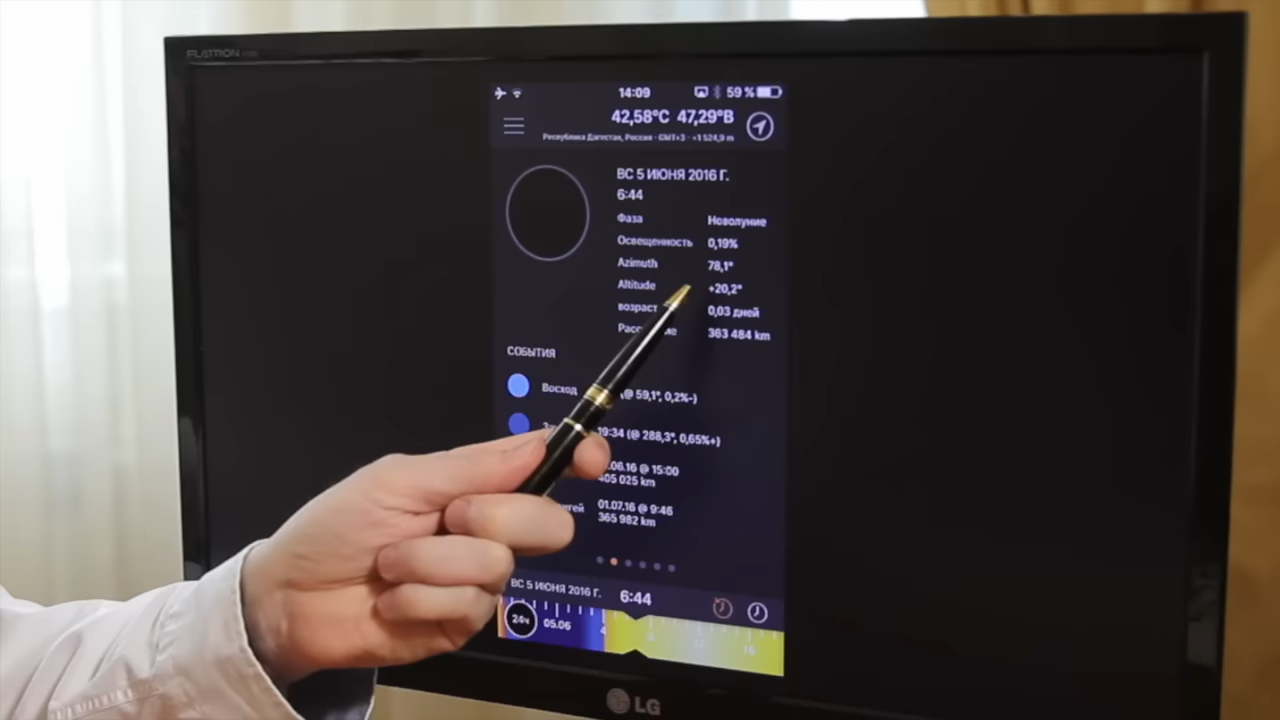 FLATRON
14:09 59 %
42,58°С 47,29°В
Республика Дагестан, Россия · GMT+3 · +1 524,9 m
ВС 5 ИЮНЯ 2016 Г.
6:44
Фаза Новолуние
Освещенность 0,19%
Azimuth 78,1°
Altitude +20,2°
возраст 0,03 дней
363 484 km
СОБЫТИЯ
Восход (@ 59,1°, 0,2%-)
19:34 (@ 288,3°, 0,65%+)
.06.16 @ 15:00
405 025 km
01.07.16 @ 9:46
365 982 km
ВС 5 ИЮНЯ 2016 Г. 6:44
24ч 05.06 4 8 12 16
LG